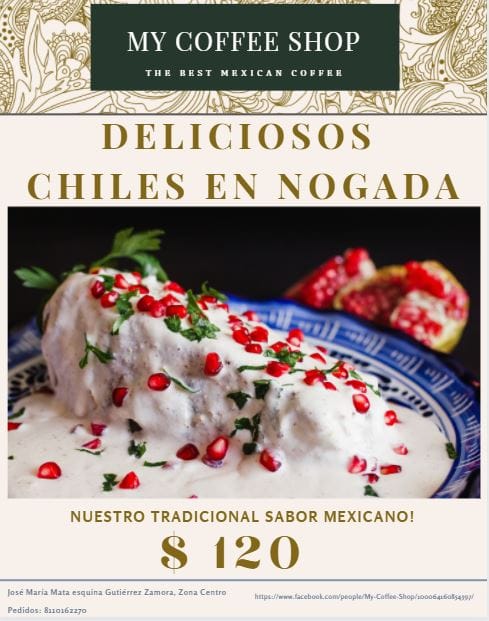 MY COFFEE SHOP
THE BEST MEXICAN COFFEE
DELICIOSOS
CHILES EN NOGADA
NUESTRO TRADICIONAL SABOR MEXICANO!
$ 120
José María Mata esquina Gutiérrez Zamora, Zona Centro
https://www.facebook.com/people/My-Coffee-Shop/100064160854997/
Pedidos: 8110162270